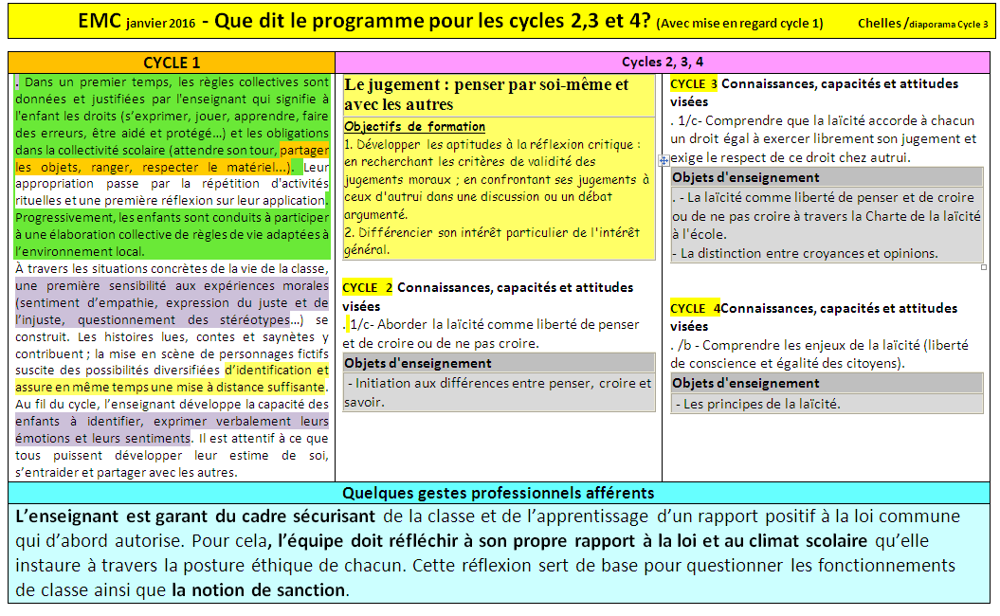 EMC janvier 2016 - Que dit le programme pour les cycles 2,3 et 4? (Avec mise en regard cycle 1) Chelles /diaporama Cycle 3
CYCLE 1
. Dans un premier temps, les règles collectives sont
données et justifiées par l'enseignant qui signifie à
l'enfant les droits (s'exprimer, jouer, apprendre, faire
des erreurs, être aidé et protégé…) et les obligations
dans la collectivité scolaire (attendre son tour, partager
les objets, ranger, respecter le matériel...). Leur
appropriation passe par la répétition d'activités
rituelles et une première réflexion sur leur application.
Progressivement, les enfants sont conduits à participer
à une élaboration collective de règles de vie adaptées à
l'environnement local.
À travers les situations concrètes de la vie de la classe,
une première sensibilité aux expériences morales
(sentiment d'empathie, expression du juste et de
l'injuste, questionnement des stéréotypes…) se
construit. Les histoires lues, contes et saynètes y
contribuent ; la mise en scène de personnages fictifs
suscite des possibilités diversifiées d'identification et
assure en même temps une mise à distance suffisante.
Au fil du cycle, l'enseignant développe la capacité des
enfants à identifier, exprimer verbalement leurs
émotions et leurs sentiments. Il est attentif à ce que
tous puissent développer leur estime de soi,
s'entraider et partager avec les autres.
Cycles 2, 3, 4
Le jugement : penser par soi-même et
avec les autres
Objectifs de formation
1. Développer les aptitudes à la réflexion critique :
en recherchant les critères de validité des
jugements moraux ; en confrontant ses jugements à
ceux d'autrui dans une discussion ou un débat
argumenté.
2. Différencier son intérêt particulier de l'intérêt
général.
CYCLE 2 Connaissances, capacités et attitudes
visées
. 1/c- Aborder la laïcité comme liberté de penser
et de croire ou de ne pas croire.
Objets d'enseignement
- Initiation aux différences entre penser, croire et
savoir.
CYCLE 3 Connaissances, capacités et attitudes
visées
. 1/c- Comprendre que la laïcité accorde à chacun
un droit égal à exercer librement son jugement et
exige le respect de ce droit chez autrui.
Objets d'enseignement
. - La laïcité comme liberté de penser et de croire
ou de ne pas croire à travers la Charte de la laïcité
à l'école.
- La distinction entre croyances et opinions.
CYCLE 4Connaissances, capacités et attitudes
visées
. /b - Comprendre les enjeux de la laïcité (liberté
de conscience et égalité des citoyens).
Objets d'enseignement
- Les principes de la laïcité.
Quelques gestes professionnels afférents
L'enseignant est garant du cadre sécurisant de la classe et de l'apprentissage d'un rapport positif à la loi commune
qui d'abord autorise. Pour cela, l'équipe doit réfléchir à son propre rapport à la loi et au climat scolaire qu'elle
instaure à travers la posture éthique de chacun. Cette réflexion sert de base pour questionner les fonctionnements
de classe ainsi que la notion de sanction.